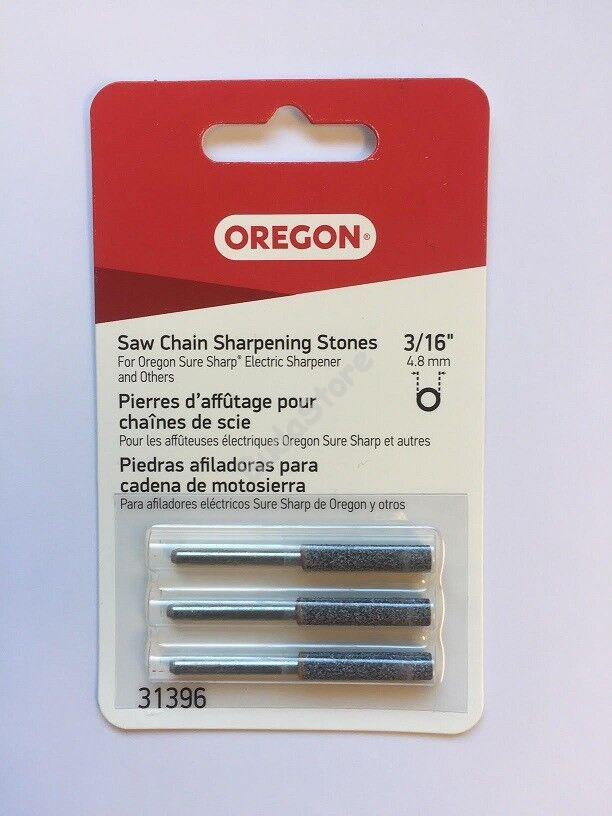 OREGON®
Saw Chain Sharpening Stones 3/16"
For Oregon Sure Sharp® Electric Sharpener 4.8 mm
and Others
Pierres d'affûtage pour
chaînes de scie
Pour les affûteuses électriques Oregon Sure Sharp et autres
Piedras afiladoras para
cadena de motosierra
Para afiladores eléctricos Sure Sharp de Oregon y otros
31396